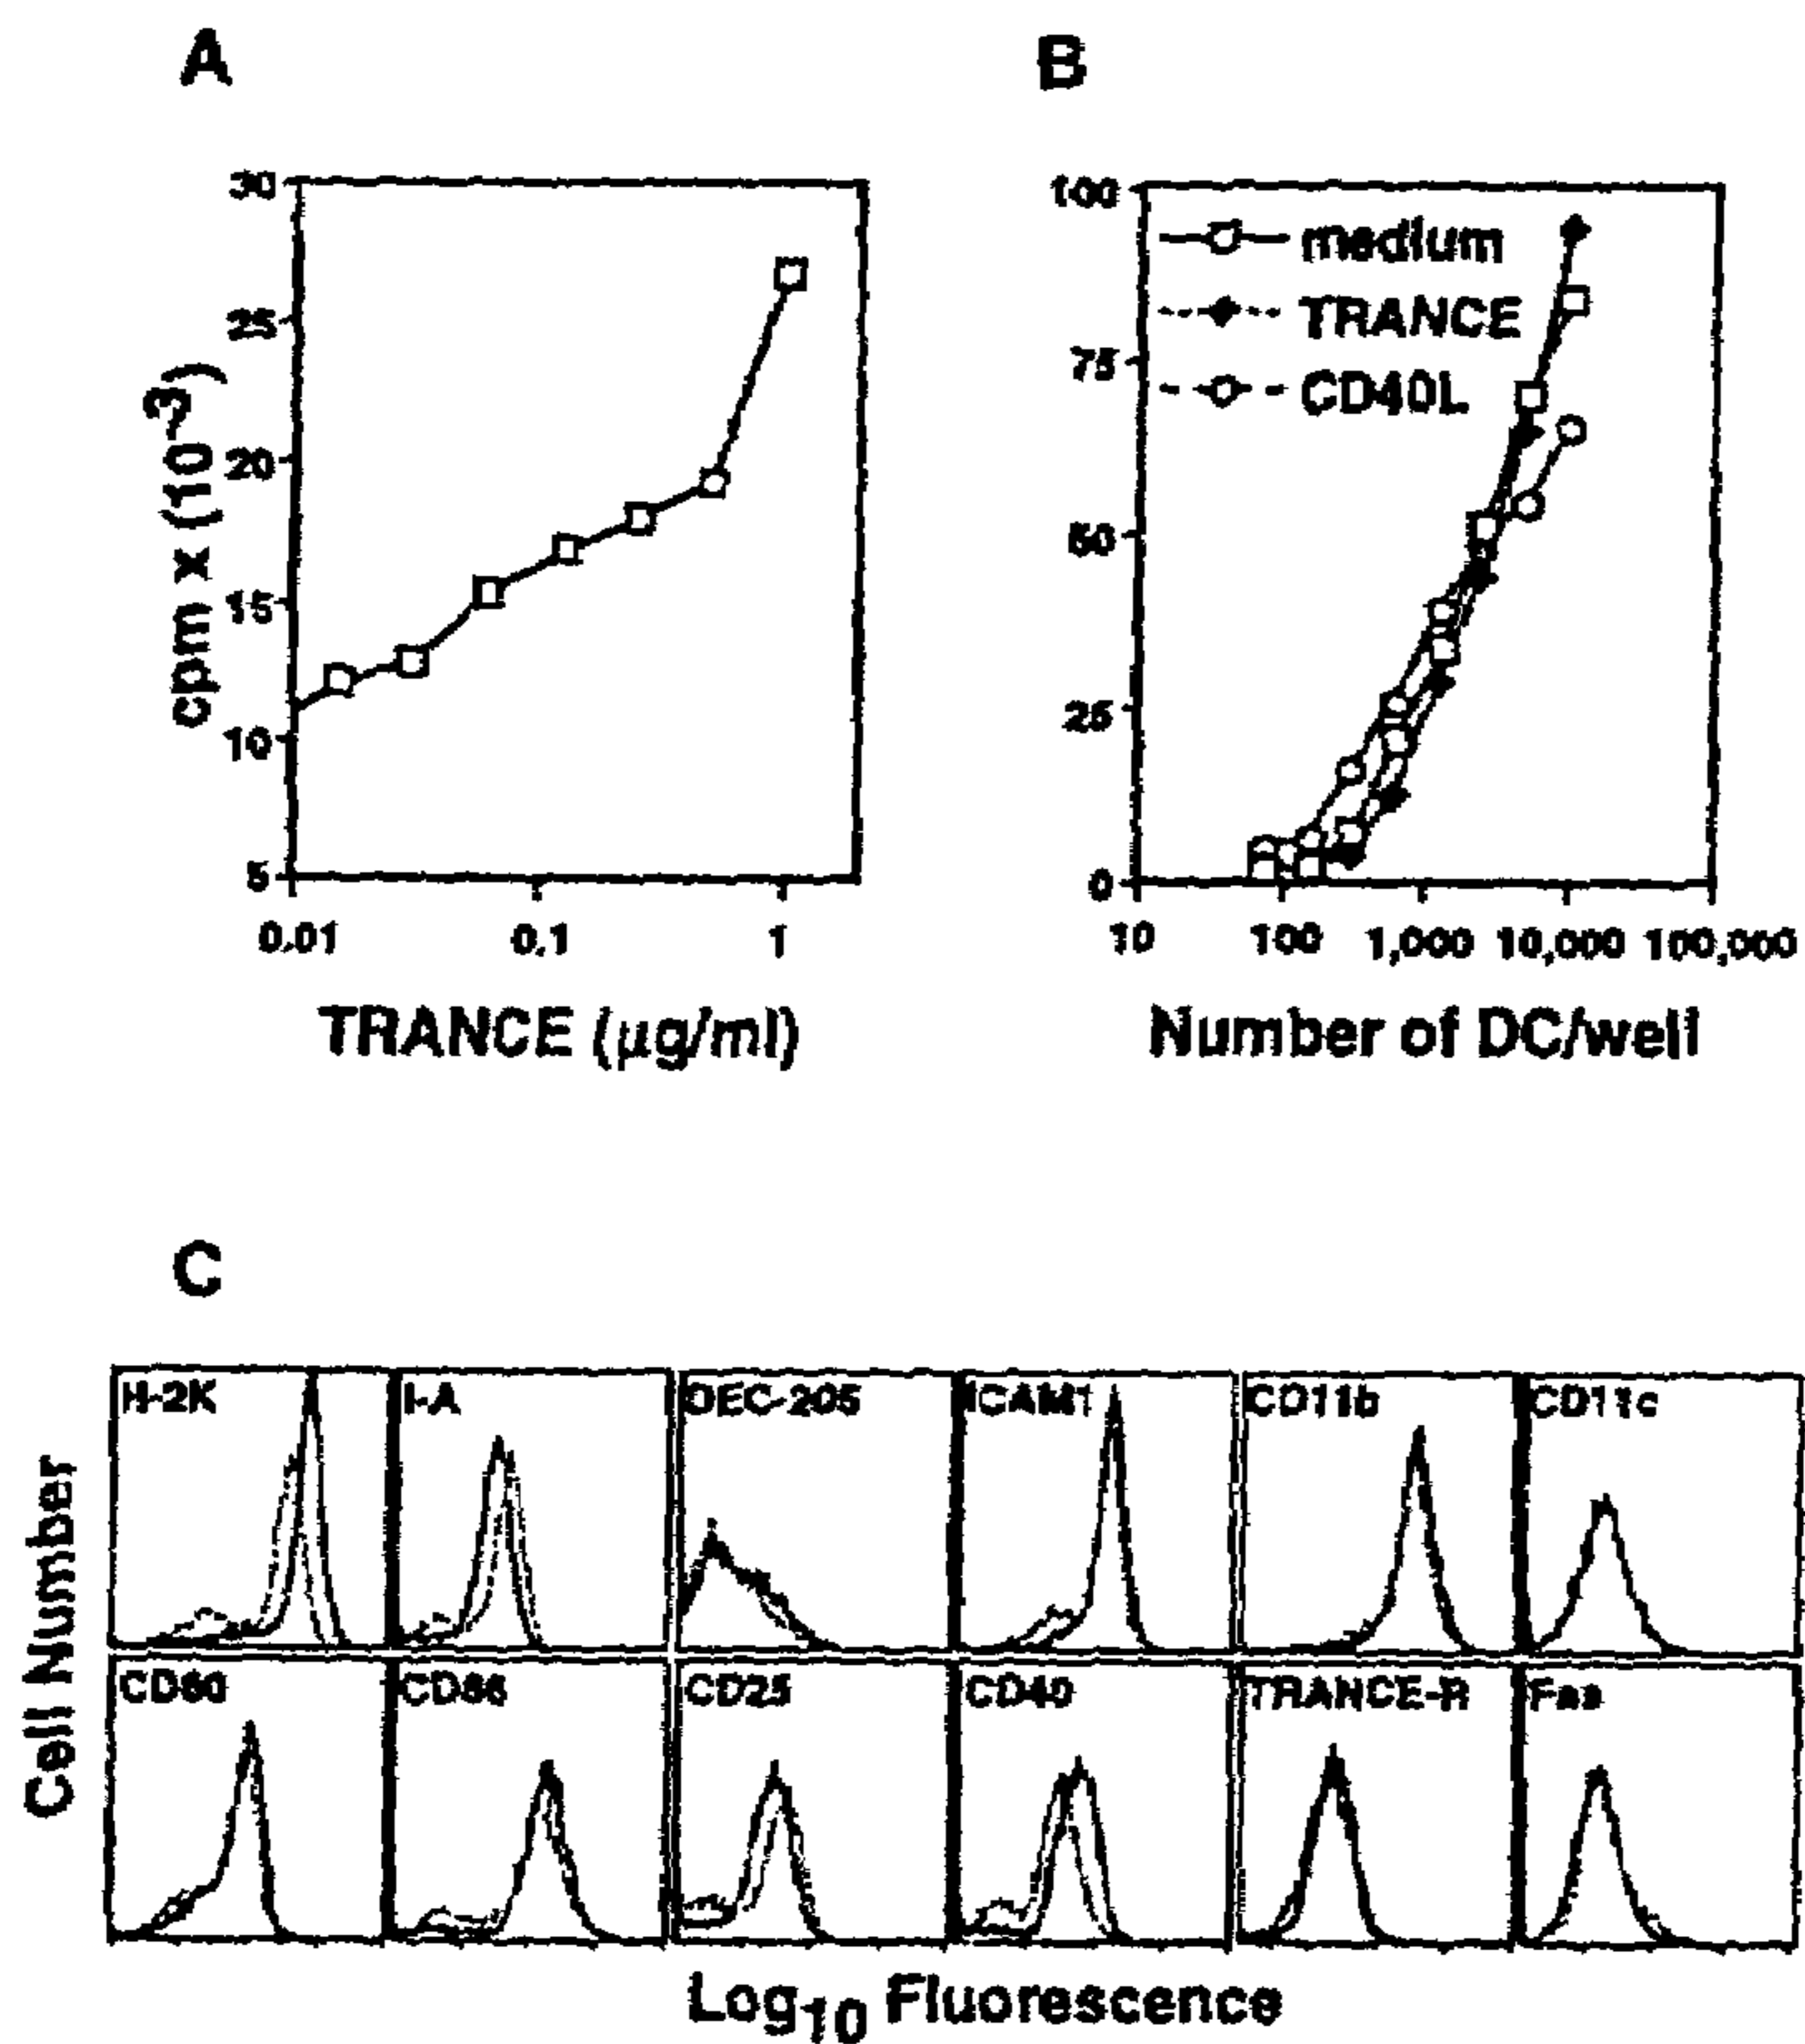 A
B
30
25
20
15
10
5
cpm x (10⁻³)
0.01 0.1 1
TRANCE (µg/ml)
100
75
50
25
0
medium
TRANCE
CD40L
10 100 1,000 10,000 100,000
Number of DC/well
C
H-2K I-A DEC-205 ICAM1 CD11b CD11c
CD80 CD86 CD25 CD40 TRANCE-R Fas
Cell Number
Log₁₀ Fluorescence